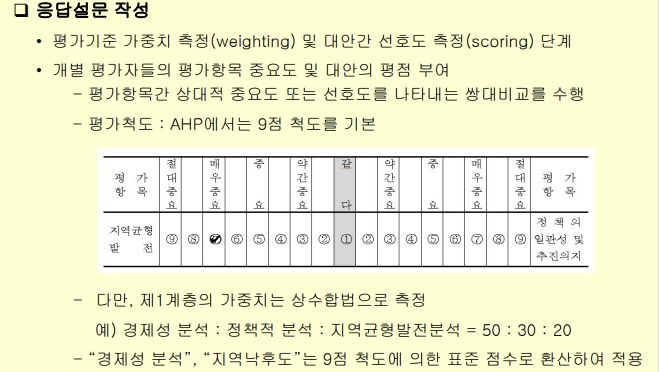 ❑ 응답설문 작성
• 평가기준 가중치 측정(weighting) 및 대안간 선호도 측정(scoring) 단계
• 개별 평가자들의 평가항목 중요도 및 대안의 평점 부여
– 평가항목간 상대적 중요도 또는 선호도를 나타내는 쌍대비교를 수행
– 평가척도 : AHP에서는 9점 척도를 기본
평 가 항 목 절대중요 매우중요 중요 약간중요 같다 약간중요 중요 매우중요 절대중요 평 가 항 목
지역균형 발 전 ⑨ ⑧ ⑦ ⑥ ⑤ ④ ③ ② ① ② ③ ④ ⑤ ⑥ ⑦ ⑧ ⑨ 정 책 의 일관성 및 추진의지
– 다만, 제1계층의 가중치는 상수합법으로 측정
예) 경제성 분석 : 정책적 분석 : 지역균형발전분석 = 50 : 30 : 20
– “경제성 분석”, “지역낙후도”는 9점 척도에 의한 표준 점수로 환산하여 적용